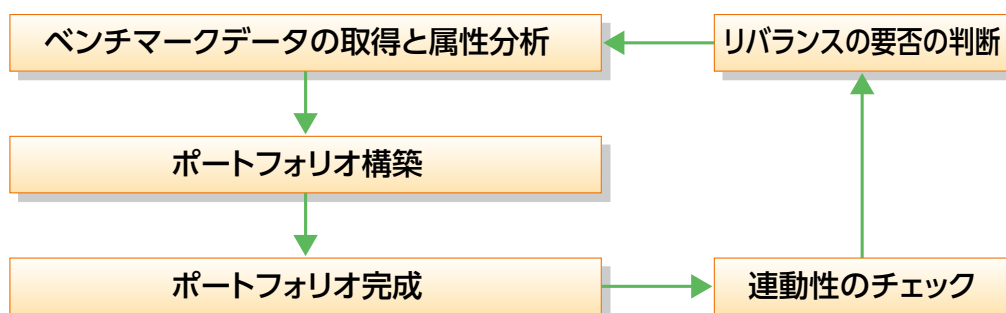 ベンチマークデータの取得と属性分析
リバランスの要否の判断
ポートフォリオ構築
ポートフォリオ完成
連動性のチェック